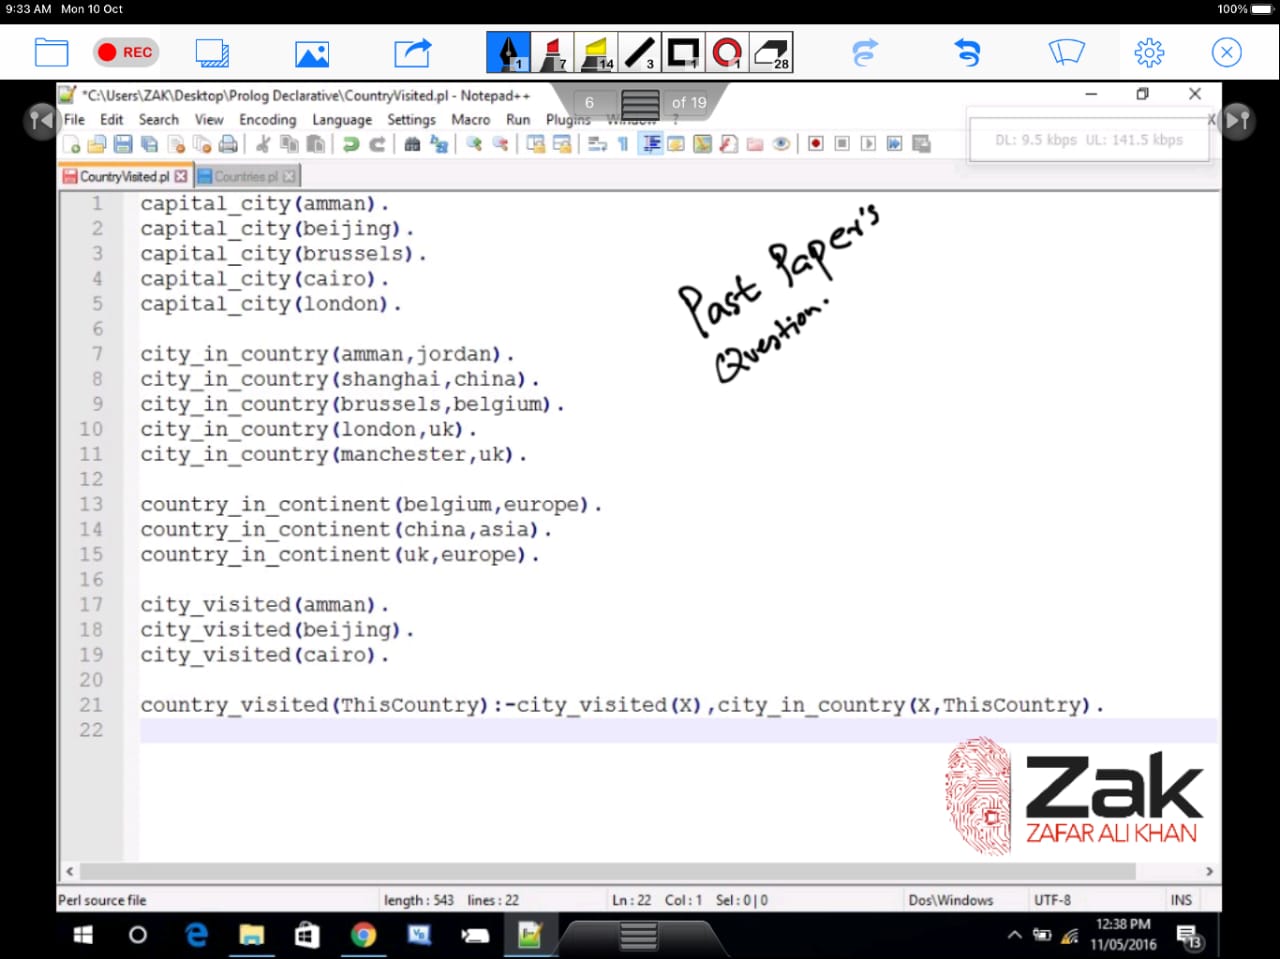 9:33 AM Mon 10 Oct
100%
REC
1 7 14 3 1 1 28
*C:\Users\ZAK\Desktop\Prolog Declarative\CountryVisited.pl - Notepad++
6 of 19
File Edit Search View Encoding Language Settings Macro Run Plugins Window ? X
DL: 9.5 kbps UL: 141.5 kbps
CountryVisited.pl Countries.pl
1 capital_city(amman).
2 capital_city(beijing).
3 capital_city(brussels).
4 capital_city(cairo).
5 capital_city(london).
6
7 city_in_country(amman,jordan).
8 city_in_country(shanghai,china).
9 city_in_country(brussels,belgium).
10 city_in_country(london,uk).
11 city_in_country(manchester,uk).
12
13 country_in_continent(belgium,europe).
14 country_in_continent(china,asia).
15 country_in_continent(uk,europe).
16
17 city_visited(amman).
18 city_visited(beijing).
19 city_visited(cairo).
20
21 country_visited(ThisCountry):-city_visited(X),city_in_country(X,ThisCountry).
22
Past Paper's
Question.
Zak
ZAFAR ALI KHAN
Perl source file length : 543 lines : 22 Ln : 22 Col : 1 Sel : 0 | 0 Dos\Windows UTF-8 INS
12:38 PM
11/05/2016
13